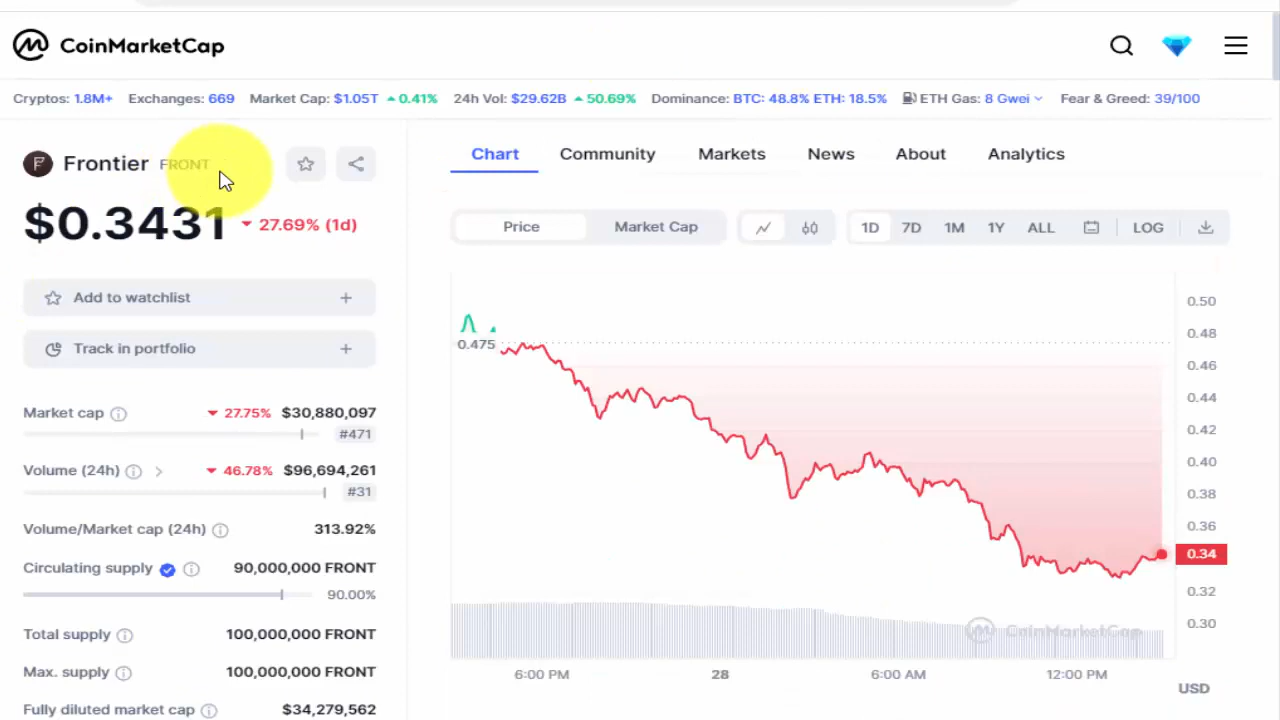 CoinMarketCap
Cryptos: 1.8M+ Exchanges: 669 Market Cap: $1.05T 0.41% 24h Vol: $29.62B 50.69% Dominance: BTC: 48.8% ETH: 18.5% ETH Gas: 8 Gwei Fear & Greed: 39/100
Frontier FRONT
$0.3431 27.69% (1d)
Add to watchlist +
Track in portfolio +
Market cap 27.75% $30,880,097
#471
Volume (24h) 46.78% $96,694,261
#31
Volume/Market cap (24h) 313.92%
Circulating supply 90,000,000 FRONT
90.00%
Total supply 100,000,000 FRONT
Max. supply 100,000,000 FRONT
Fully diluted market cap $34,279,562
Chart Community Markets News About Analytics
Price Market Cap 1D 7D 1M 1Y ALL LOG
0.50
0.48
0.475
0.46
0.44
0.42
0.40
0.38
0.36
0.34
0.32
0.30
CoinMarketCap
6:00 PM 28 6:00 AM 12:00 PM
USD